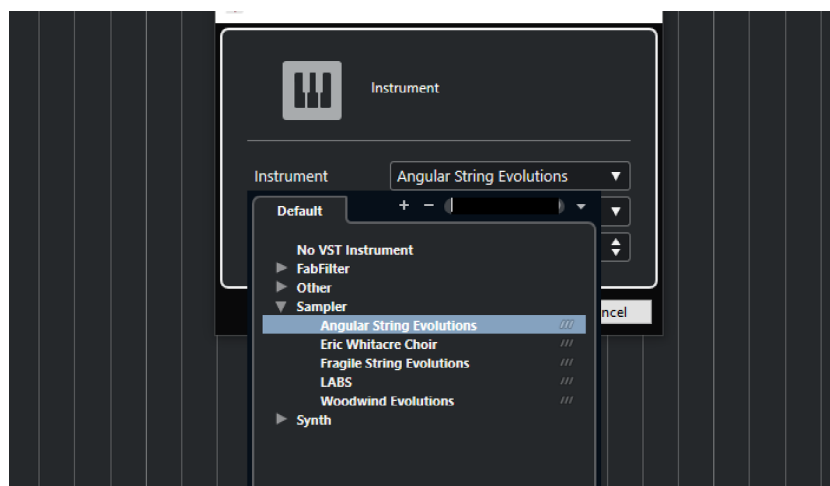 Instrument
Instrument Angular String Evolutions
Default + −
No VST Instrument
FabFilter
Other
Sampler
Angular String Evolutions ///
Eric Whitacre Choir ///
Fragile String Evolutions ///
LABS ///
Woodwind Evolutions ///
Synth
ncel